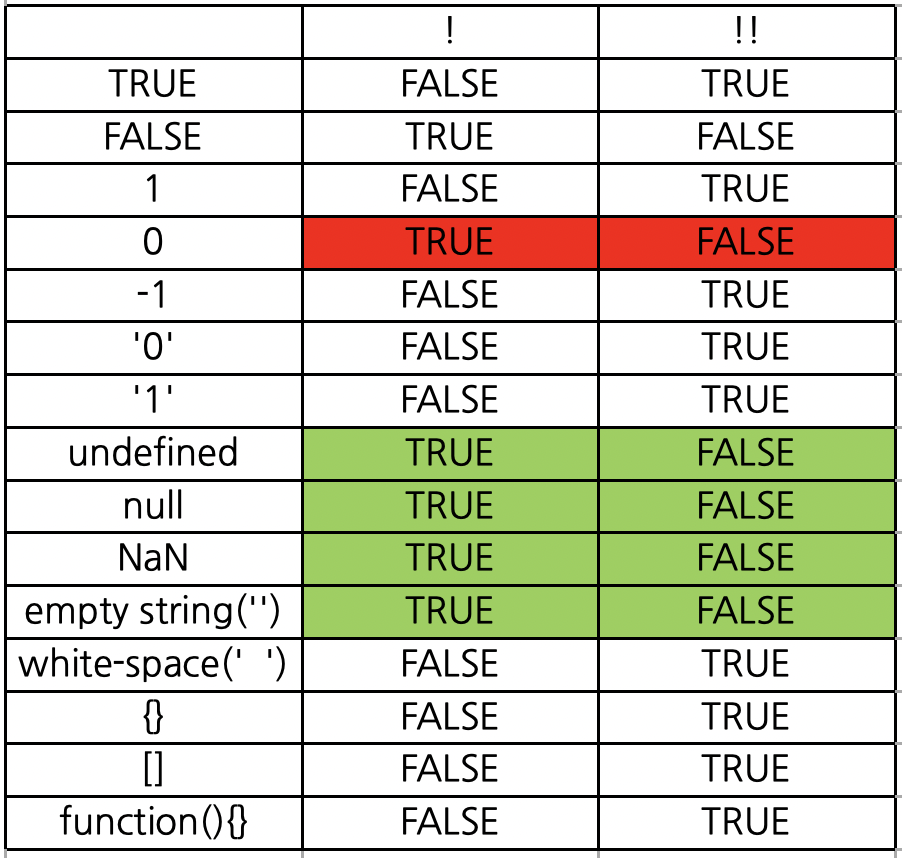 ! !!
TRUE FALSE TRUE
FALSE TRUE FALSE
1 FALSE TRUE
0 TRUE FALSE
-1 FALSE TRUE
'0' FALSE TRUE
'1' FALSE TRUE
undefined TRUE FALSE
null TRUE FALSE
NaN TRUE FALSE
empty string('') TRUE FALSE
white-space('  ') FALSE TRUE
{} FALSE TRUE
[] FALSE TRUE
function(){} FALSE TRUE